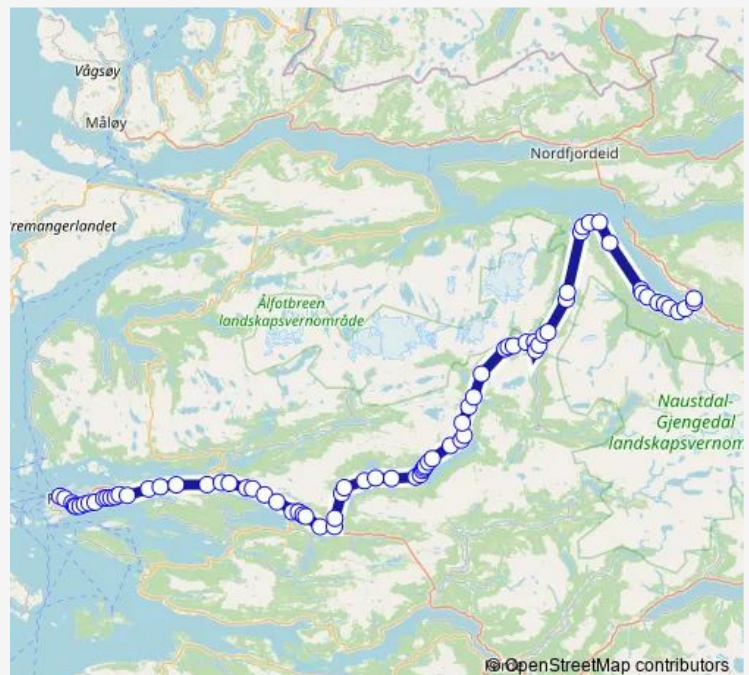 Vågsøy
Måløy
Nordfjordeid
remangerlandet
Ålfotbreen
landskapsvernområde
Naustdal-
Gjengedal
landskapsvernom
© OpenStreetMap contributors